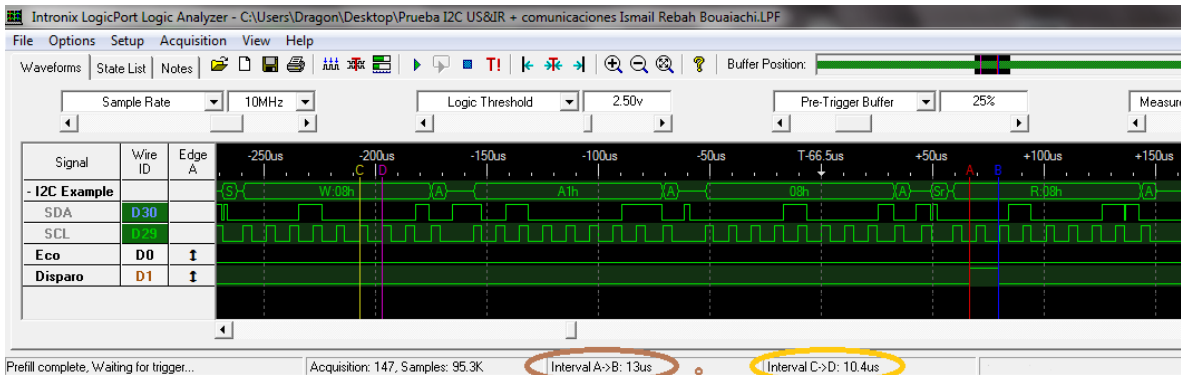 Intronix LogicPort Logic Analyzer - C:\Users\Dragon\Desktop\Prueba I2C US&IR + comunicaciones Ismail Rebah Bouaiachi.LPF
File Options Setup Acquisition View Help
Waveforms State List Notes T! T ? Buffer Position:
Sample Rate 10MHz Logic Threshold 2.50v Pre-Trigger Buffer 25% Measure
Signal Wire ID Edge A -250us -200us -150us -100us -50us T-66.5us +50us +100us +150us
C D A B
- I2C Example S W:08h A A1h A 08h A Sr R:08h A
SDA D30
SCL D29
Eco D0
Disparo D1
Prefill complete, Waiting for trigger... Acquisition: 147, Samples: 95.3K Interval A->B: 13us Interval C->D: 10.4us